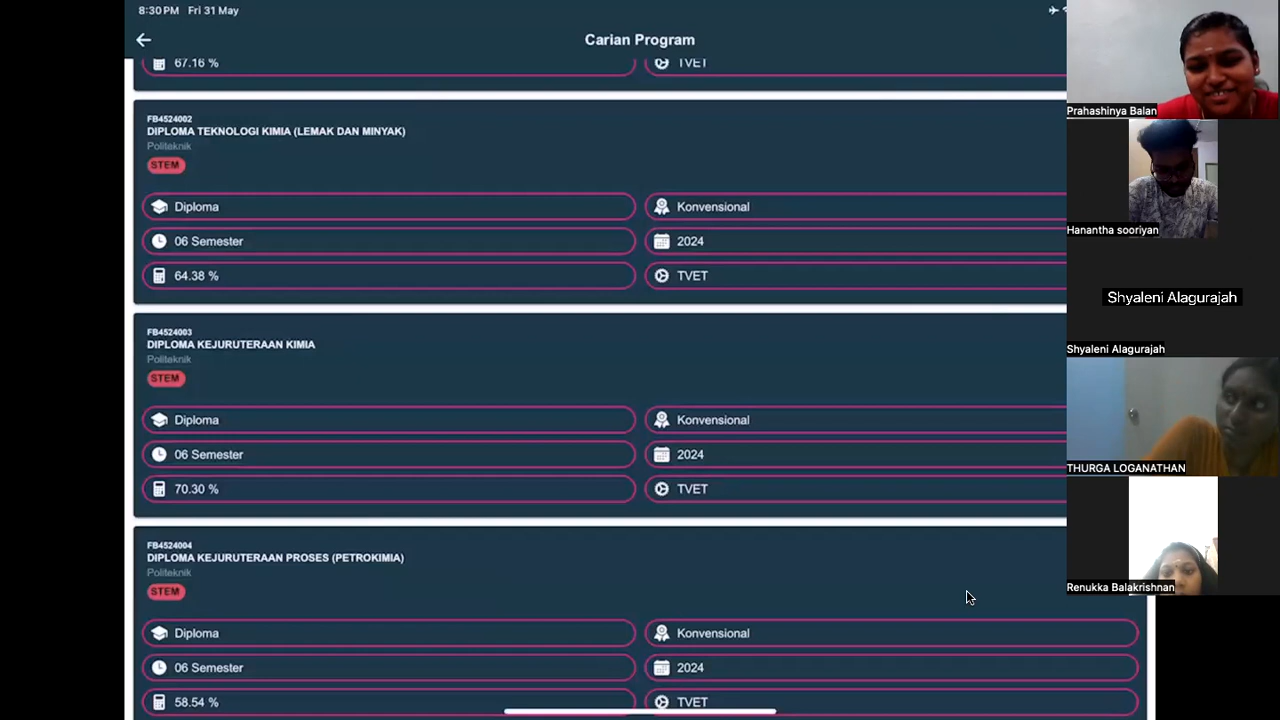 8:30 PM Fri 31 May
Carian Program
67.16 %
TVET
FB4524002
DIPLOMA TEKNOLOGI KIMIA (LEMAK DAN MINYAK)
Politeknik
STEM
Diploma
Konvensional
06 Semester
2024
64.38 %
TVET
FB4524003
DIPLOMA KEJURUTERAAN KIMIA
Politeknik
STEM
Diploma
Konvensional
06 Semester
2024
70.30 %
TVET
FB4524004
DIPLOMA KEJURUTERAAN PROSES (PETROKIMIA)
Politeknik
STEM
Diploma
Konvensional
06 Semester
2024
58.54 %
TVET
Prahashinya Balan
Hanantha sooriyan
Shyaleni Alagurajah
Shyaleni Alagurajah
THURGA LOGANATHAN
Renukka Balakrishnan